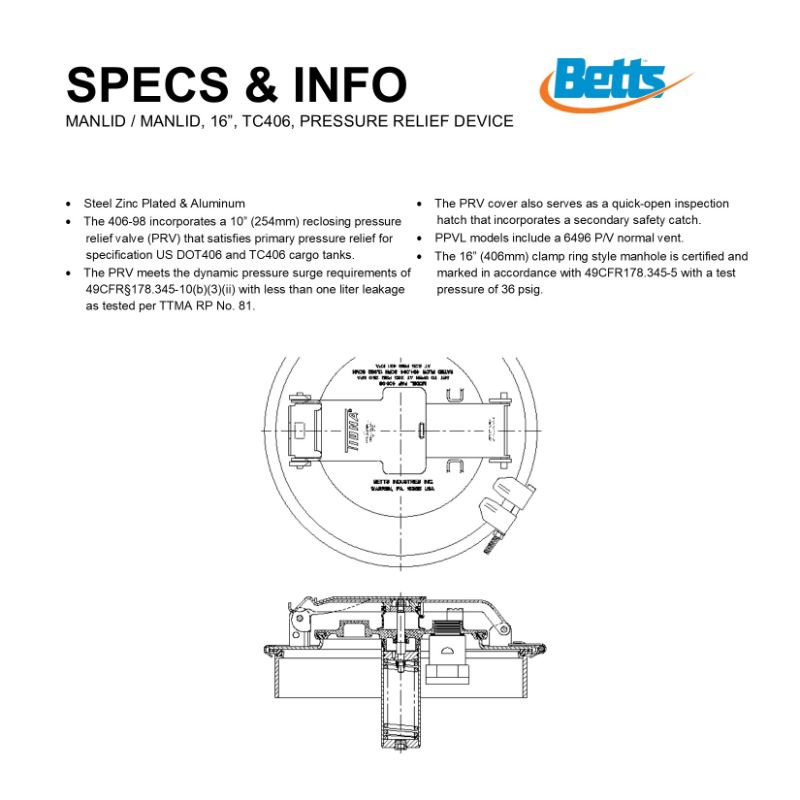 SPECS & INFO
Betts
MANLID / MANLID, 16”, TC406, PRESSURE RELIEF DEVICE
• Steel Zinc Plated & Aluminum
• The 406-98 incorporates a 10” (254mm) reclosing pressure
relief valve (PRV) that satisfies primary pressure relief for
specification US DOT406 and TC406 cargo tanks.
• The PRV meets the dynamic pressure surge requirements of
49CFR§178.345-10(b)(3)(ii) with less than one liter leakage
as tested per TTMA RP No. 81.
• The PRV cover also serves as a quick-open inspection
hatch that incorporates a secondary safety catch.
• PPVL models include a 6496 P/V normal vent.
• The 16” (406mm) clamp ring style manhole is certified and
marked in accordance with 49CFR178.345-5 with a test
pressure of 36 psig.
BETTS INDUSTRIES INC.
WARREN, PA. USA